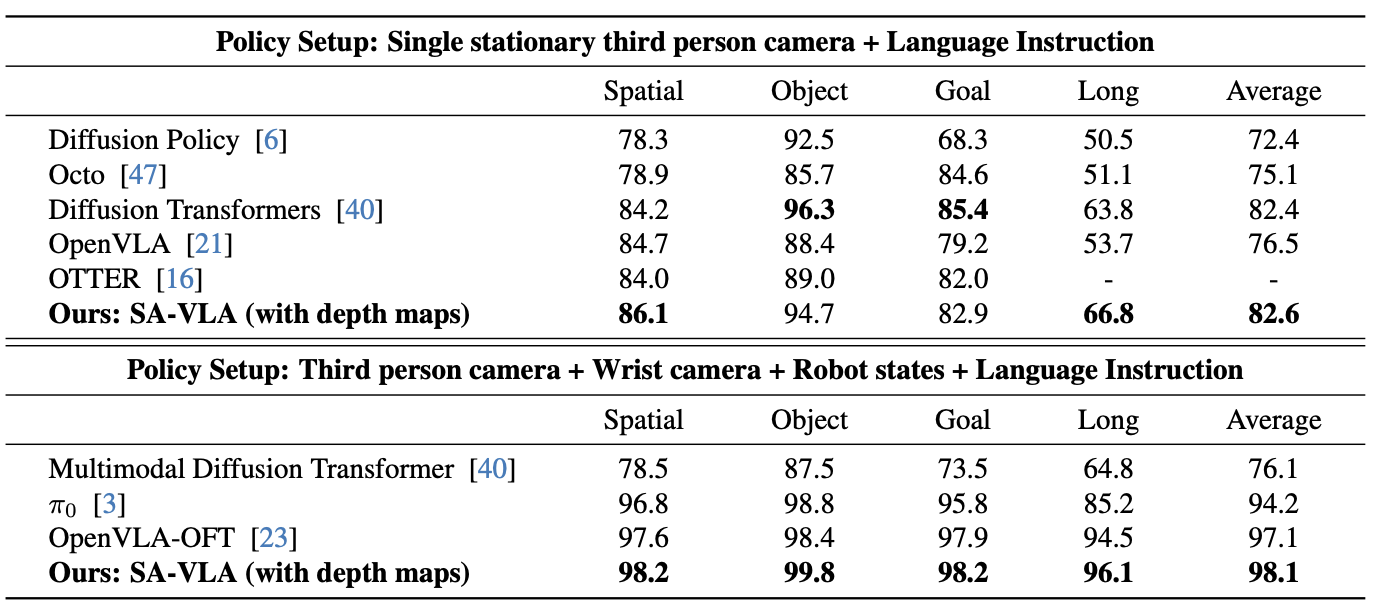 Policy Setup: Single stationary third person camera + Language Instruction
Spatial Object Goal Long Average
Diffusion Policy [6] 78.3 92.5 68.3 50.5 72.4
Octo [47] 78.9 85.7 84.6 51.1 75.1
Diffusion Transformers [40] 84.2 96.3 85.4 63.8 82.4
OpenVLA [21] 84.7 88.4 79.2 53.7 76.5
OTTER [16] 84.0 89.0 82.0 - -
Ours: SA-VLA (with depth maps) 86.1 94.7 82.9 66.8 82.6
Policy Setup: Third person camera + Wrist camera + Robot states + Language Instruction
Spatial Object Goal Long Average
Multimodal Diffusion Transformer [40] 78.5 87.5 73.5 64.8 76.1
π₀ [3] 96.8 98.8 95.8 85.2 94.2
OpenVLA-OFT [23] 97.6 98.4 97.9 94.5 97.1
Ours: SA-VLA (with depth maps) 98.2 99.8 98.2 96.1 98.1